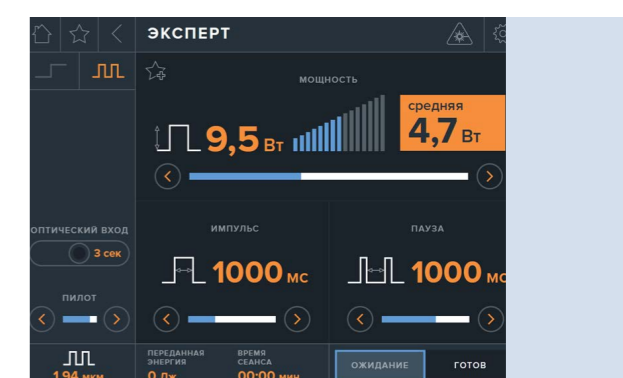 ЭКСПЕРТ
МОЩНОСТЬ
9,5 Вт
средняя
4,7 Вт
ОПТИЧЕСКИЙ ВХОД
3 сек
ИМПУЛЬС
1000 мс
ПАУЗА
1000 мс
ПИЛОТ
1.94 мкм
ПЕРЕДАННАЯ
ЭНЕРГИЯ
0 Дж
ВРЕМЯ
СЕАНСА
00:00 мин
ОЖИДАНИЕ
ГОТОВ